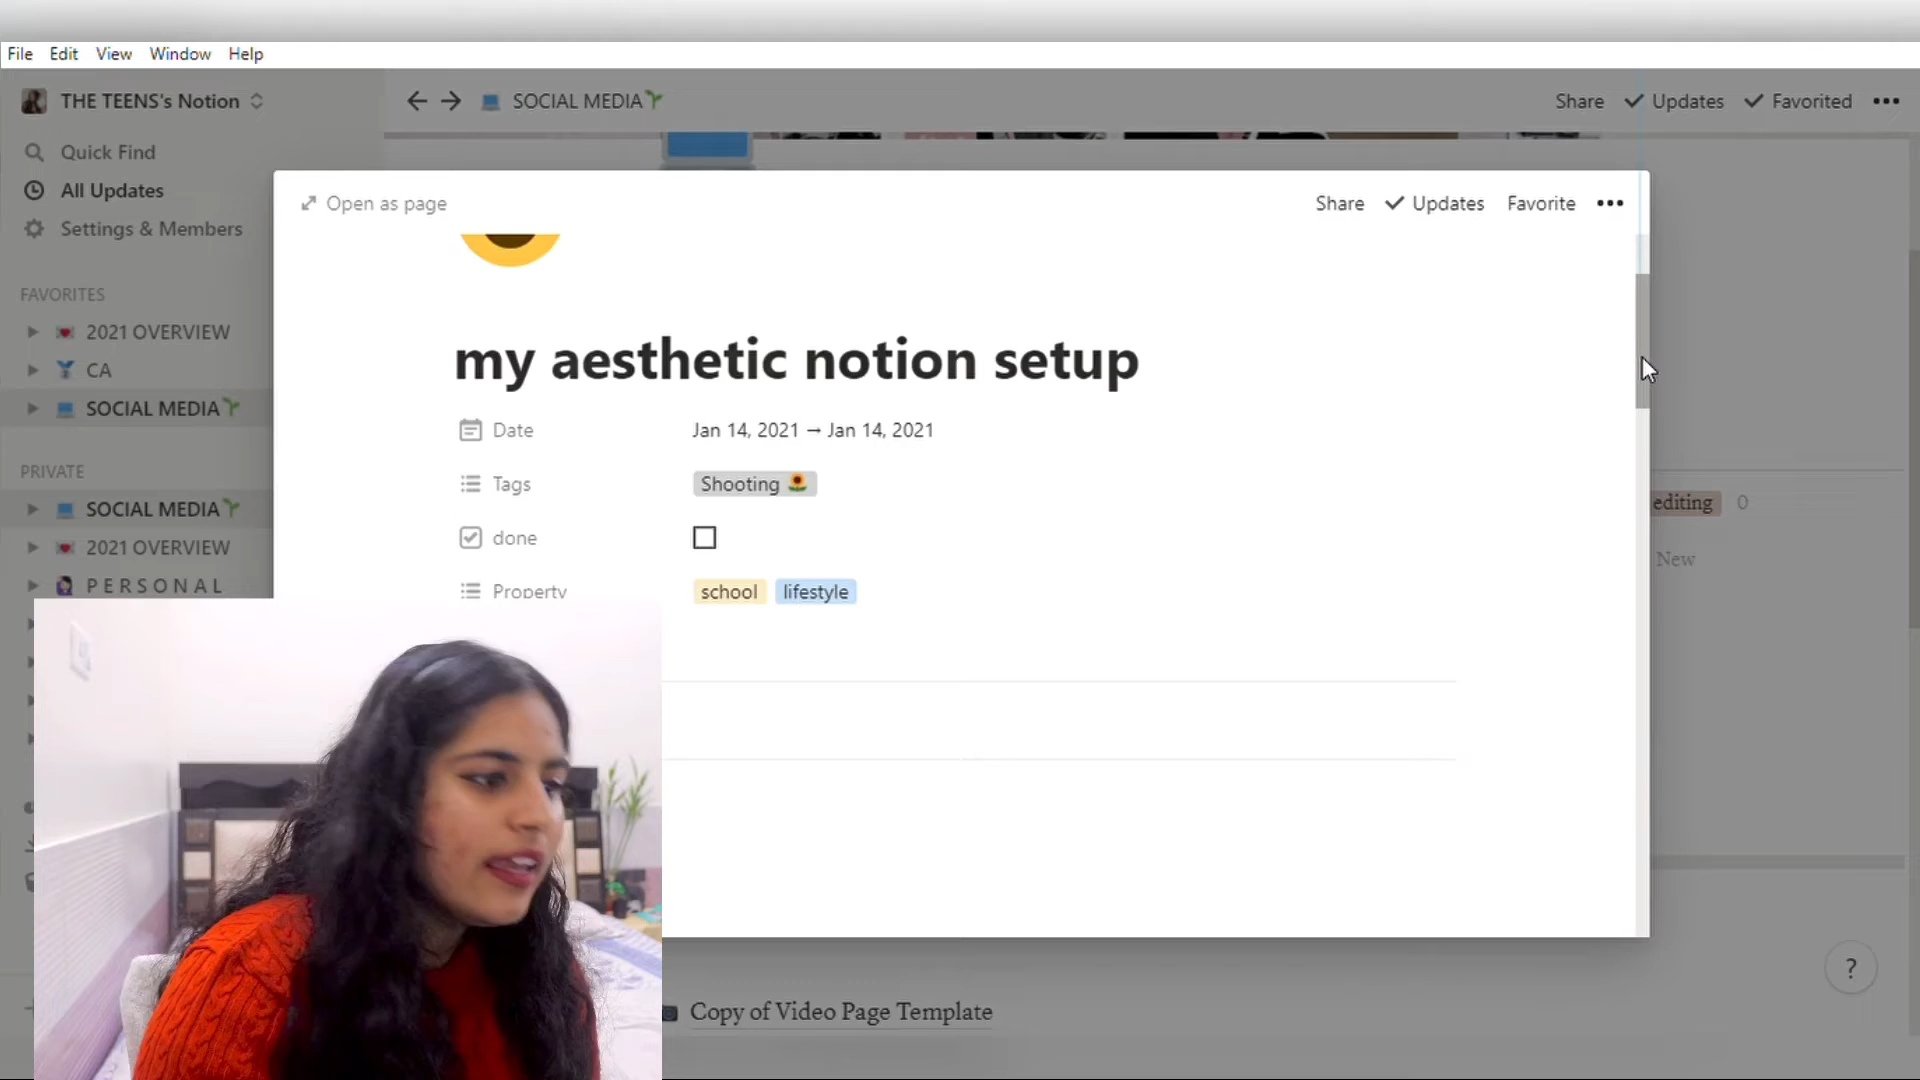 File Edit View Window Help
THE TEENS's Notion
SOCIAL MEDIA
Share Updates Favorited
Quick Find
All Updates
Settings & Members
Open as page
Share Updates Favorite
FAVORITES
2021 OVERVIEW
CA
SOCIAL MEDIA
PRIVATE
SOCIAL MEDIA
2021 OVERVIEW
PERSONAL
my aesthetic notion setup
Date Jan 14, 2021 → Jan 14, 2021
Tags Shooting
done
Property school lifestyle
editing 0
New
?
Copy of Video Page Template